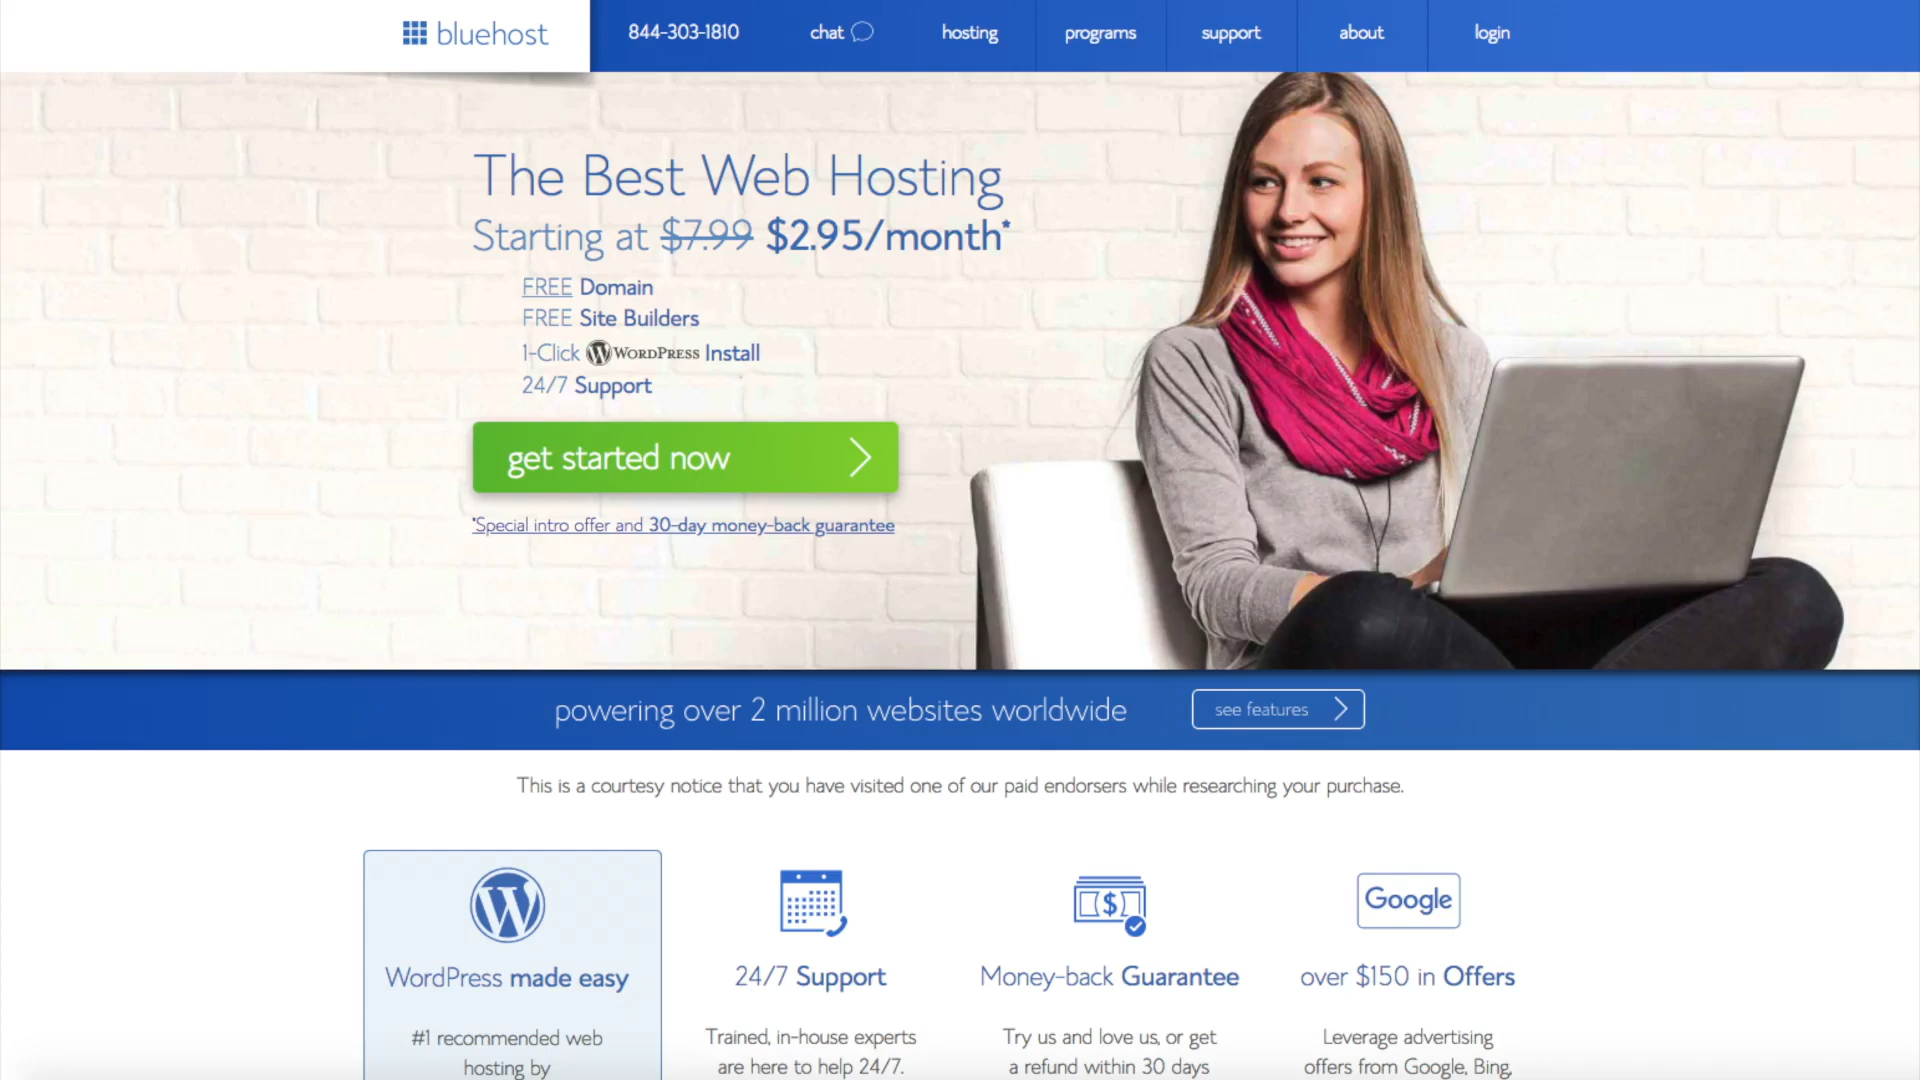 bluehost
844-303-1810
chat
hosting
programs
support
about
login
The Best Web Hosting
Starting at $7.99 $2.95/month*
FREE Domain
FREE Site Builders
1-Click WORDPRESS Install
24/7 Support
get started now
*Special intro offer and 30-day money-back guarantee
powering over 2 million websites worldwide
see features
This is a courtesy notice that you have visited one of our paid endorsers while researching your purchase.
WordPress made easy
#1 recommended web
hosting by
24/7 Support
Trained, in-house experts
are here to help 24/7.
$
Money-back Guarantee
Try us and love us, or get
a refund within 30 days
Google
over $150 in Offers
Leverage advertising
offers from Google, Bing,